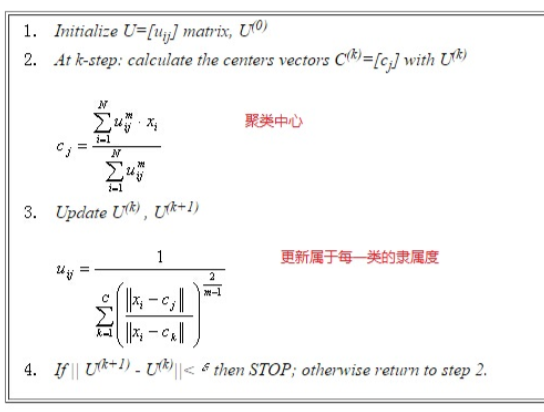 1. Initialize U=[u_ij] matrix, U^(0)
2. At k-step: calculate the centers vectors C^(k)=[c_j] with U^(k)
c_j = \frac{\sum_{i=1}^{N} u_{ij}^{m} \cdot x_i}{\sum_{i=1}^{N} u_{ij}^{m}} 聚类中心
3. Update U^(k) , U^(k+1)
u_{ij} = \frac{1}{\sum_{k=1}^{C} \left( \frac{\|x_i - c_j\|}{\|x_i - c_k\|} \right)^{\frac{2}{m-1}}} 更新属于每一类的隶属度
4. If || U^(k+1) - U^(k)||< ε then STOP; otherwise return to step 2.